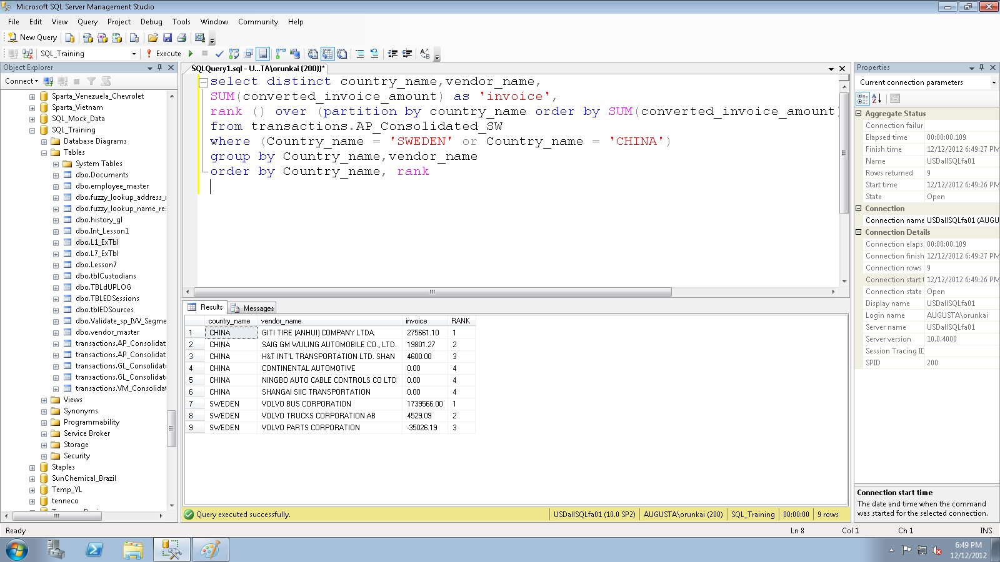 Microsoft SQL Server Management Studio
File Edit View Query Project Debug Tools Window Community Help
New Query
SQL_Training Execute
Object Explorer
Connect
Sparta_Venezuela_Chevrolet
Sparta_Vietnam
SQL_Mock_Data
SQL_Training
Database Diagrams
Tables
System Tables
dbo.Documents
dbo.employee_master
dbo.fuzzy_lookup_address_
dbo.fuzzy_lookup_name_re
dbo.history_gl
dbo.Int_Lesson1
dbo.L1_ExTbl
dbo.L7_ExTbl
dbo.Lesson7
dbo.tblCustodians
dbo.TBLdUPLOG
dbo.TBLEDSessions
dbo.tblEDSources
dbo.Validate_sp_IVV_Segme
dbo.vendor_master
transactions.AP_Consolidat
transactions.AP_Consolidat
transactions.GL_Consolidat
transactions.GL_Consolidat
transactions.VM_Consolidat
Views
Synonyms
Programmability
Service Broker
Storage
Security
Staples
SunChemical_Brazil
Temp_YL
tenneco
SQLQuery1.sql - U...TA\orunkai (200))*
select distinct country_name,vendor_name,
SUM(converted_invoice_amount) as 'invoice',
rank () over (partition by country_name order by SUM(converted_invoice_amount)
from transactions.AP_Consolidated_SW
where (Country_name = 'SWEDEN' or Country_name = 'CHINA')
group by Country_name,vendor_name
order by Country_name, rank
Results Messages
country_name vendor_name invoice RANK
1 CHINA GITI TIRE (ANHUI) COMPANY LTDA. 275661.10 1
2 CHINA SAIG GM WULING AUTOMOBILE CO., LTD. 19801.27 2
3 CHINA H&T INT'L TRANSPORTATION LTD. SHAN 4600.00 3
4 CHINA CONTINENTAL AUTOMOTIVE 0.00 4
5 CHINA NINGBO AUTO CABLE CONTROLS CO LTD 0.00 4
6 CHINA SHANGAI SIIC TRANSPORTATION 0.00 4
7 SWEDEN VOLVO BUS CORPORATION 1739566.00 1
8 SWEDEN VOLVO TRUCKS CORPORATION AB 4529.09 2
9 SWEDEN VOLVO PARTS CORPORATION -35026.19 3
Query executed successfully. USDallSQLfa01 (10.0 SP2) AUGUSTA\orunkai (200) SQL_Training 00:00:00 9 rows
Properties
Current connection parameters
Aggregate Status
Connection failur
Elapsed time 00:00:00.109
Finish time 12/12/2012 6:49:27 PM
Name USDallSQLfa01
Rows returned 9
Start time 12/12/2012 6:49:26 PM
State Open
Connection
Connection name USDallSQLfa01 (AUGU
Connection Details
Connection elaps 00:00:00.109
Connection finish 12/12/2012 6:49:27 PM
Connection rows 9
Connection start t 12/12/2012 6:49:26 PM
Connection state Open
Display name USDallSQLfa01
Login name AUGUSTA\orunkai
Server name USDallSQLfa01
Server version 10.0.4000
Session Tracing ID
SPID 200
Connection start time
The date and time when the command
was started for the selected connection.
Ready Ln 8 Col 1 Ch 1 INS
6:49 PM
12/12/2012